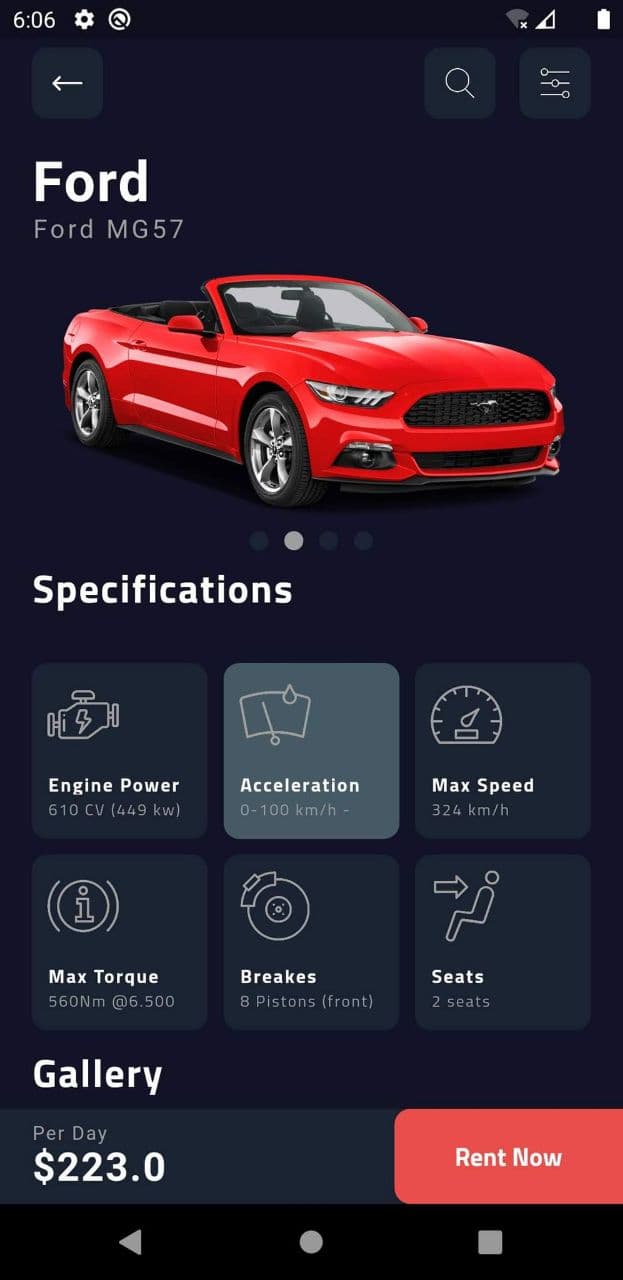 6:06
Ford
Ford MG57
Specifications
Engine Power
610 CV (449 kw)
Acceleration
0-100 km/h -
Max Speed
324 km/h
Max Torque
560Nm @6.500
Breakes
8 Pistons (front)
Seats
2 seats
Gallery
Per Day
$223.0
Rent Now